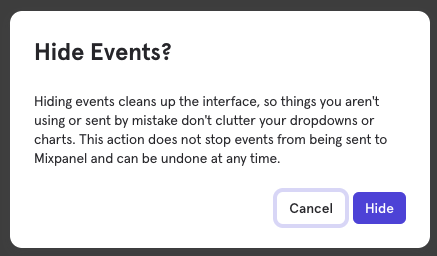 Hide Events?
Hiding events cleans up the interface, so things you aren't
using or sent by mistake don't clutter your dropdowns or
charts. This action does not stop events from being sent to
Mixpanel and can be undone at any time.
Cancel
Hide